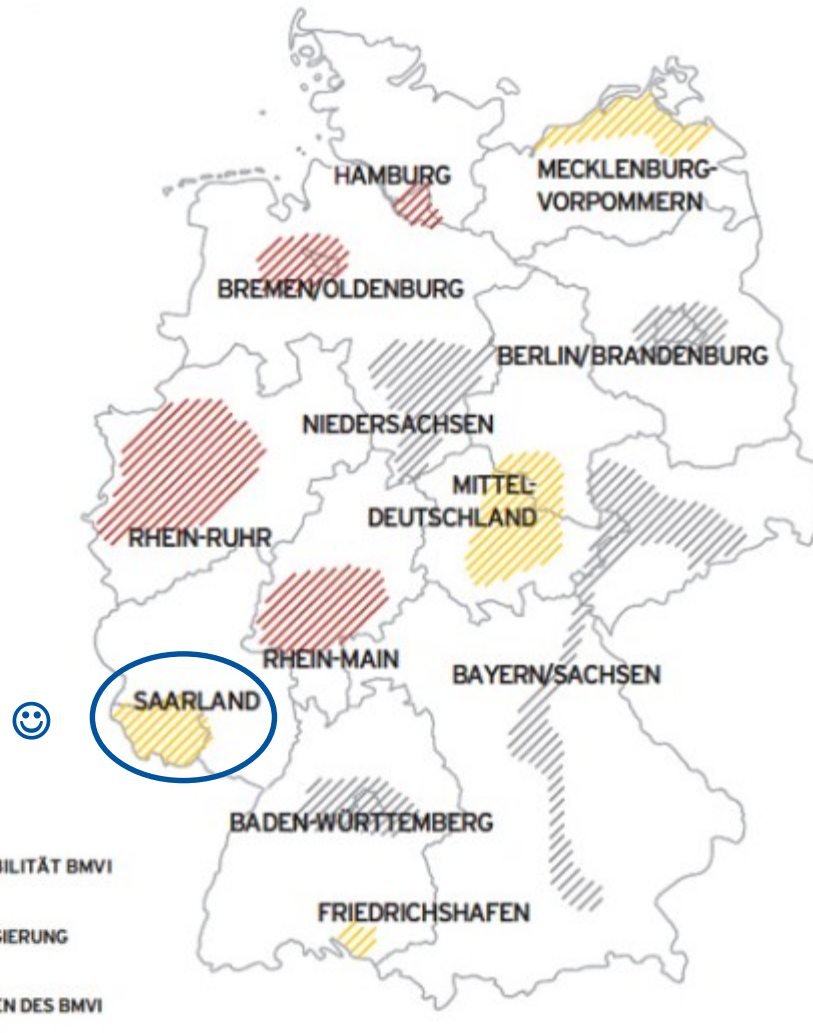 HAMBURG
MECKLENBURG-
VORPOMMERN
BREMEN/OLDENBURG
BERLIN/BRANDENBURG
NIEDERSACHSEN
MITTEL-
DEUTSCHLAND
RHEIN-RUHR
RHEIN-MAIN
BAYERN/SACHSEN
SAARLAND
BADEN-WÜRTTEMBERG
BILITÄT BMVI
FRIEDRICHSHAFEN
GIERUNG
EN DES BMVI